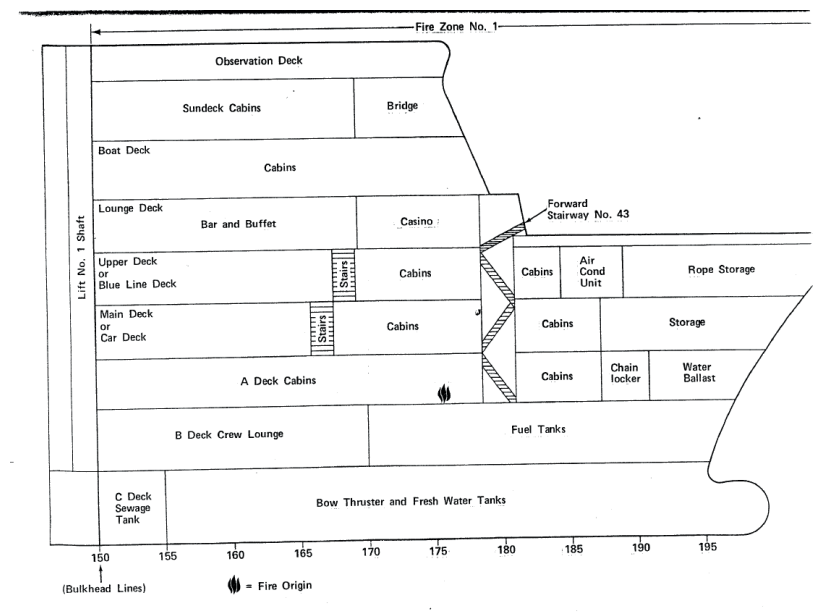 Fire Zone No. 1
Observation Deck
Sundeck Cabins
Bridge
Boat Deck
Cabins
Lounge Deck
Bar and Buffet
Casino
Forward
Stairway No. 43
Lift No. 1 Shaft
Upper Deck
or
Blue Line Deck
Stairs
Cabins
Cabins
Air
Cond
Unit
Rope Storage
Main Deck
or
Car Deck
Stairs
Cabins
Cabins
Storage
A Deck Cabins
Cabins
Chain
locker
Water
Ballast
B Deck Crew Lounge
Fuel Tanks
C Deck
Sewage
Tank
Bow Thruster and Fresh Water Tanks
150 155 160 165 170 175 180 185 190 195
(Bulkhead Lines)
= Fire Origin